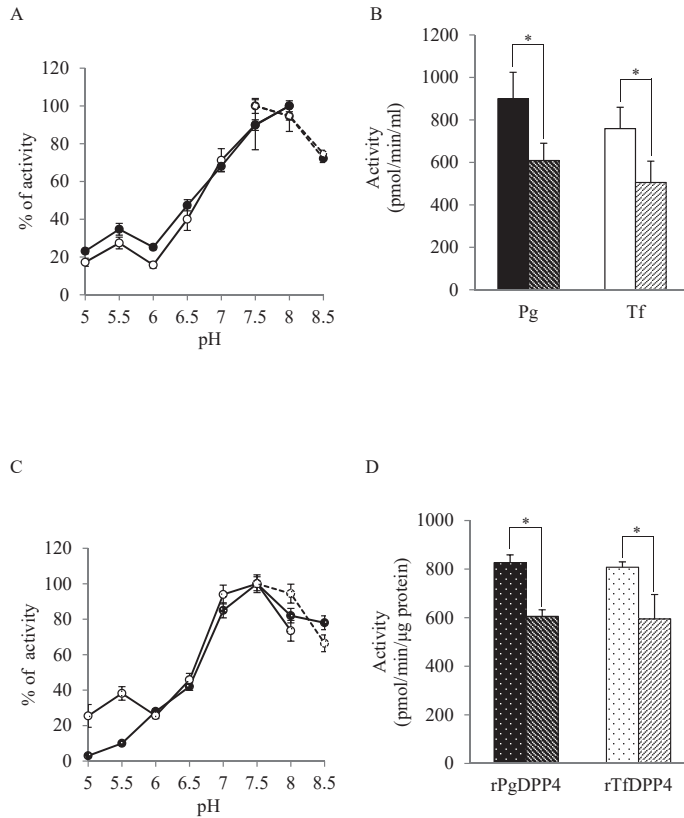 A
120
100
80
60
40
20
0
% of activity
5 5.5 6 6.5 7 7.5 8 8.5
pH
B
1200
1000
800
600
400
200
0
Activity
(pmol/min/ml)
*
*
Pg Tf
C
120
100
80
60
40
20
0
% of activity
5 5.5 6 6.5 7 7.5 8 8.5
pH
D
1000
800
600
400
200
0
Activity
(pmol/min/µg protein)
*
*
rPgDPP4 rTfDPP4